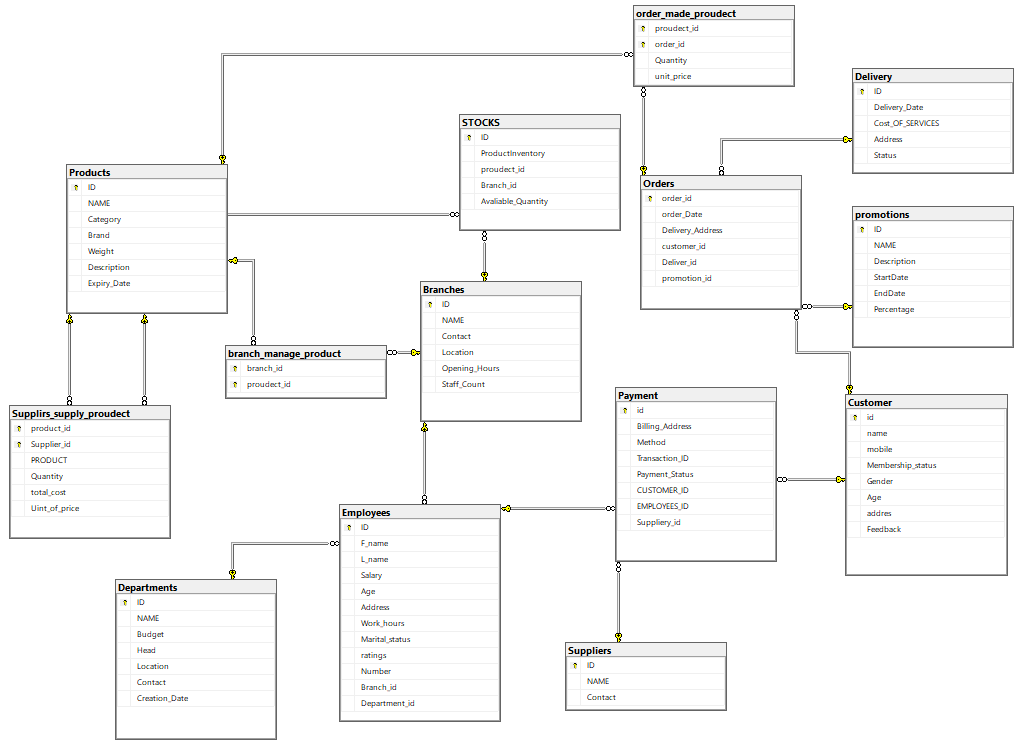 order_made_proudect
proudect_id
order_id
Quantity
unit_price
Delivery
ID
Delivery_Date
Cost_OF_SERVICES
Address
Status
STOCKS
ID
ProductInventory
proudect_id
Branch_id
Avaliable_Quantity
Products
ID
NAME
Category
Brand
Weight
Description
Expiry_Date
Orders
order_id
order_Date
Delivery_Address
customer_id
Deliver_id
promotion_id
promotions
ID
NAME
Description
StartDate
EndDate
Percentage
Branches
ID
NAME
Contact
Location
Opening_Hours
Staff_Count
branch_manage_product
branch_id
proudect_id
Supplirs_supply_proudect
product_id
Supplier_id
PRODUCT
Quantity
total_cost
Uint_of_price
Payment
id
Billing_Address
Method
Transaction_ID
Payment_Status
CUSTOMER_ID
EMPLOYEES_ID
Suppliery_id
Customer
id
name
mobile
Membership_status
Gender
Age
addres
Feedback
Employees
ID
F_name
L_name
Salary
Age
Address
Work_hours
Marital_status
ratings
Number
Branch_id
Department_id
Departments
ID
NAME
Budget
Head
Location
Contact
Creation_Date
Suppliers
ID
NAME
Contact